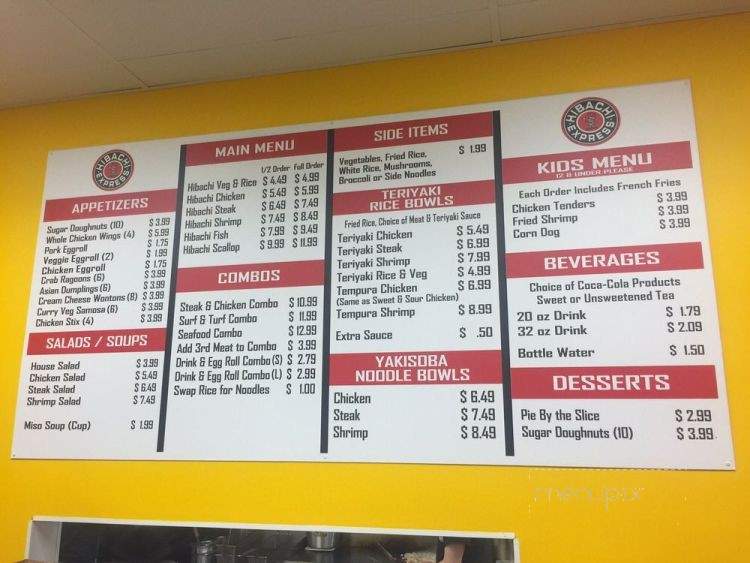 HIBACHI
EXPRESS
APPETIZERS
Sugar Doughnuts (10) $ 3.99
Whole Chicken Wings (4) $ 5.99
Pork Eggroll $ 1.75
Veggie Eggroll (2) $ 1.99
Chicken Eggroll $ 1.75
Crab Ragoons (6) $ 3.99
Asian Dumplings (6) $ 3.99
Cream Cheese Wontons (8) $ 3.99
Curry Veg Samosa (6) $ 3.99
Chicken Stix (4) $ 3.99
SALADS / SOUPS
House Salad $ 3.99
Chicken Salad $ 5.49
Steak Salad $ 6.49
Shrimp Salad $ 7.49
Miso Soup (Cup) $ 1.99
MAIN MENU
1/2 Order Full Order
Hibachi Veg & Rice $ 4.49 $ 4.99
Hibachi Chicken $ 5.49 $ 5.99
Hibachi Steak $ 6.49 $ 7.49
Hibachi Shrimp $ 7.49 $ 8.49
Hibachi Fish $ 7.99 $ 9.49
Hibachi Scallop $ 9.99 $ 11.99
COMBOS
Steak & Chicken Combo $ 10.99
Surf & Turf Combo $ 11.99
Seafood Combo $ 12.99
Add 3rd Meat to Combo $ 3.99
Drink & Egg Roll Combo (S) $ 2.79
Drink & Egg Roll Combo (L) $ 2.99
Swap Rice for Noodles $ 1.00
SIDE ITEMS
Vegetables, Fried Rice, $ 1.99
White Rice, Mushrooms,
Broccoli or Side Noodles
TERIYAKI
RICE BOWLS
Fried Rice, Choice of Meat & Teriyaki Sauce
Teriyaki Chicken $ 5.49
Teriyaki Steak $ 6.99
Teriyaki Shrimp $ 7.99
Teriyaki Rice & Veg $ 4.99
Tempura Chicken $ 6.99
(Same as Sweet & Sour Chicken)
Tempura Shrimp $ 8.99
Extra Sauce $ .50
YAKISOBA
NOODLE BOWLS
Chicken $ 6.49
Steak $ 7.49
Shrimp $ 8.49
HIBACHI
EXPRESS
KIDS MENU
12 & UNDER PLEASE
Each Order Includes French Fries
Chicken Tenders $ 3.99
Fried Shrimp $ 3.99
Corn Dog $ 3.99
BEVERAGES
Choice of Coca-Cola Products
Sweet or Unsweetened Tea
20 oz Drink $ 1.79
32 oz Drink $ 2.09
Bottle Water $ 1.50
DESSERTS
Pie By the Slice $ 2.99
Sugar Doughnuts (10) $ 3.99
menupix